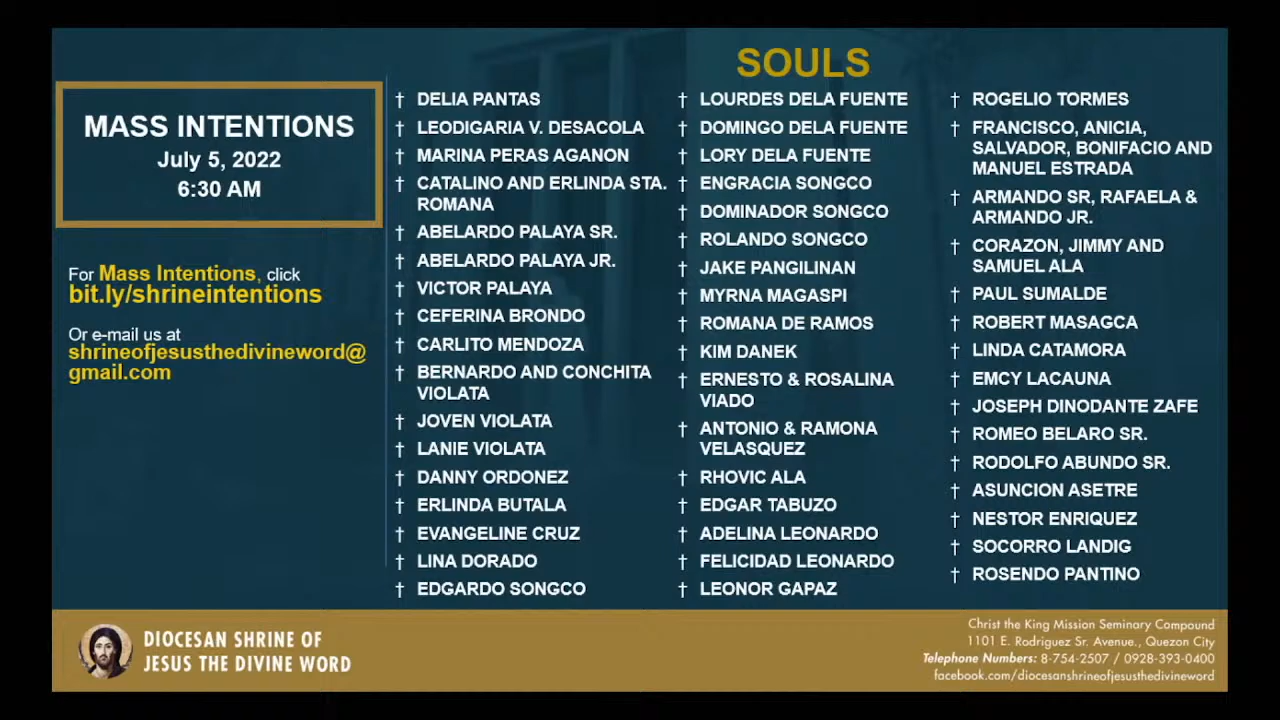 MASS INTENTIONS
July 5, 2022
6:30 AM
For Mass Intentions, click
bit.ly/shrineintentions
Or e-mail us at
shrineofjesusthedivineword@
gmail.com
SOULS
† DELIA PANTAS
† LEODIGARIA V. DESACOLA
† MARINA PERAS AGANON
† CATALINO AND ERLINDA STA.
ROMANA
† ABELARDO PALAYA SR.
† ABELARDO PALAYA JR.
† VICTOR PALAYA
† CEFERINA BRONDO
† CARLITO MENDOZA
† BERNARDO AND CONCHITA
VIOLATA
† JOVEN VIOLATA
† LANIE VIOLATA
† DANNY ORDONEZ
† ERLINDA BUTALA
† EVANGELINE CRUZ
† LINA DORADO
† EDGARDO SONGCO
† LOURDES DELA FUENTE
† DOMINGO DELA FUENTE
† LORY DELA FUENTE
† ENGRACIA SONGCO
† DOMINADOR SONGCO
† ROLANDO SONGCO
† JAKE PANGILINAN
† MYRNA MAGASPI
† ROMANA DE RAMOS
† KIM DANEK
† ERNESTO & ROSALINA
VIADO
† ANTONIO & RAMONA
VELASQUEZ
† RHOVIC ALA
† EDGAR TABUZO
† ADELINA LEONARDO
† FELICIDAD LEONARDO
† LEONOR GAPAZ
† ROGELIO TORMES
† FRANCISCO, ANICIA,
SALVADOR, BONIFACIO AND
MANUEL ESTRADA
† ARMANDO SR, RAFAELA &
ARMANDO JR.
† CORAZON, JIMMY AND
SAMUEL ALA
† PAUL SUMALDE
† ROBERT MASAGCA
† LINDA CATAMORA
† EMCY LACAUNA
† JOSEPH DINODANTE ZAFE
† ROMEO BELARO SR.
† RODOLFO ABUNDO SR.
† ASUNCION ASETRE
† NESTOR ENRIQUEZ
† SOCORRO LANDIG
† ROSENDO PANTINO
DIOCESAN SHRINE OF
JESUS THE DIVINE WORD
Christ the King Mission Seminary Compound
1101 E. Rodriguez Sr. Avenue., Quezon City
Telephone Numbers: 8-754-2507 / 0928-393-0400
facebook.com/diocesanshrineofjesusthedivineword